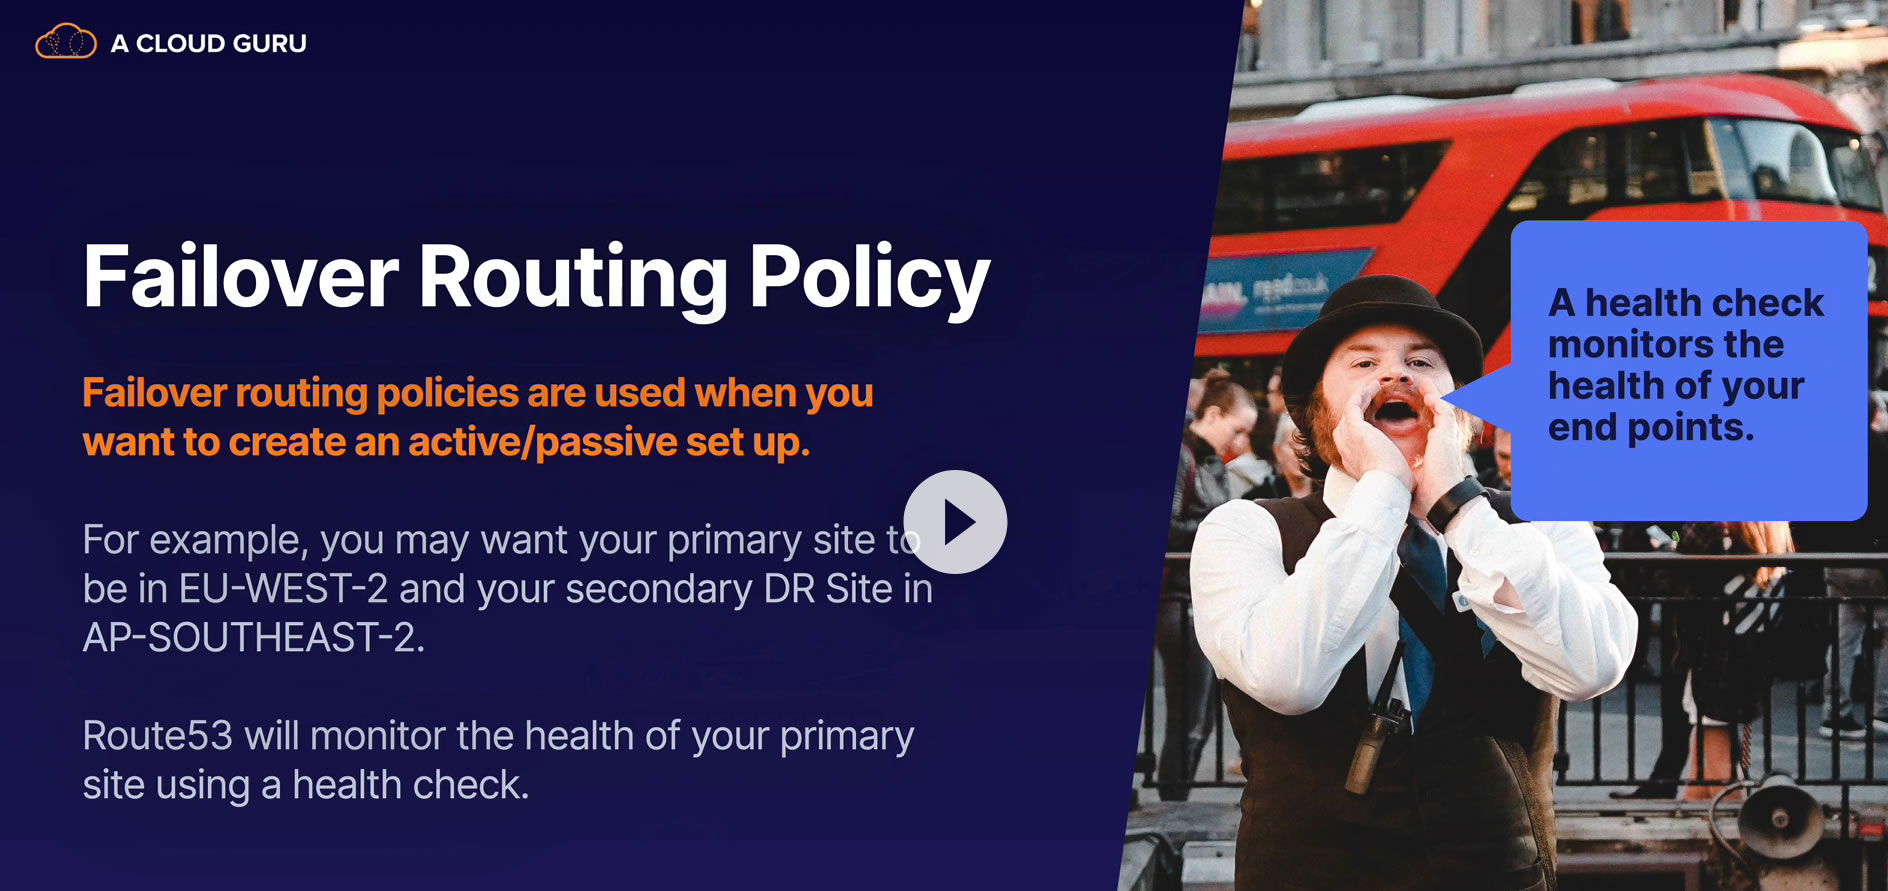 A CLOUD GURU
Failover Routing Policy
Failover routing policies are used when you
want to create an active/passive set up.
For example, you may want your primary site to
be in EU-WEST-2 and your secondary DR Site in
AP-SOUTHEAST-2.
Route53 will monitor the health of your primary
site using a health check.
A health check
monitors the
health of your
end points.
reed.co.uk